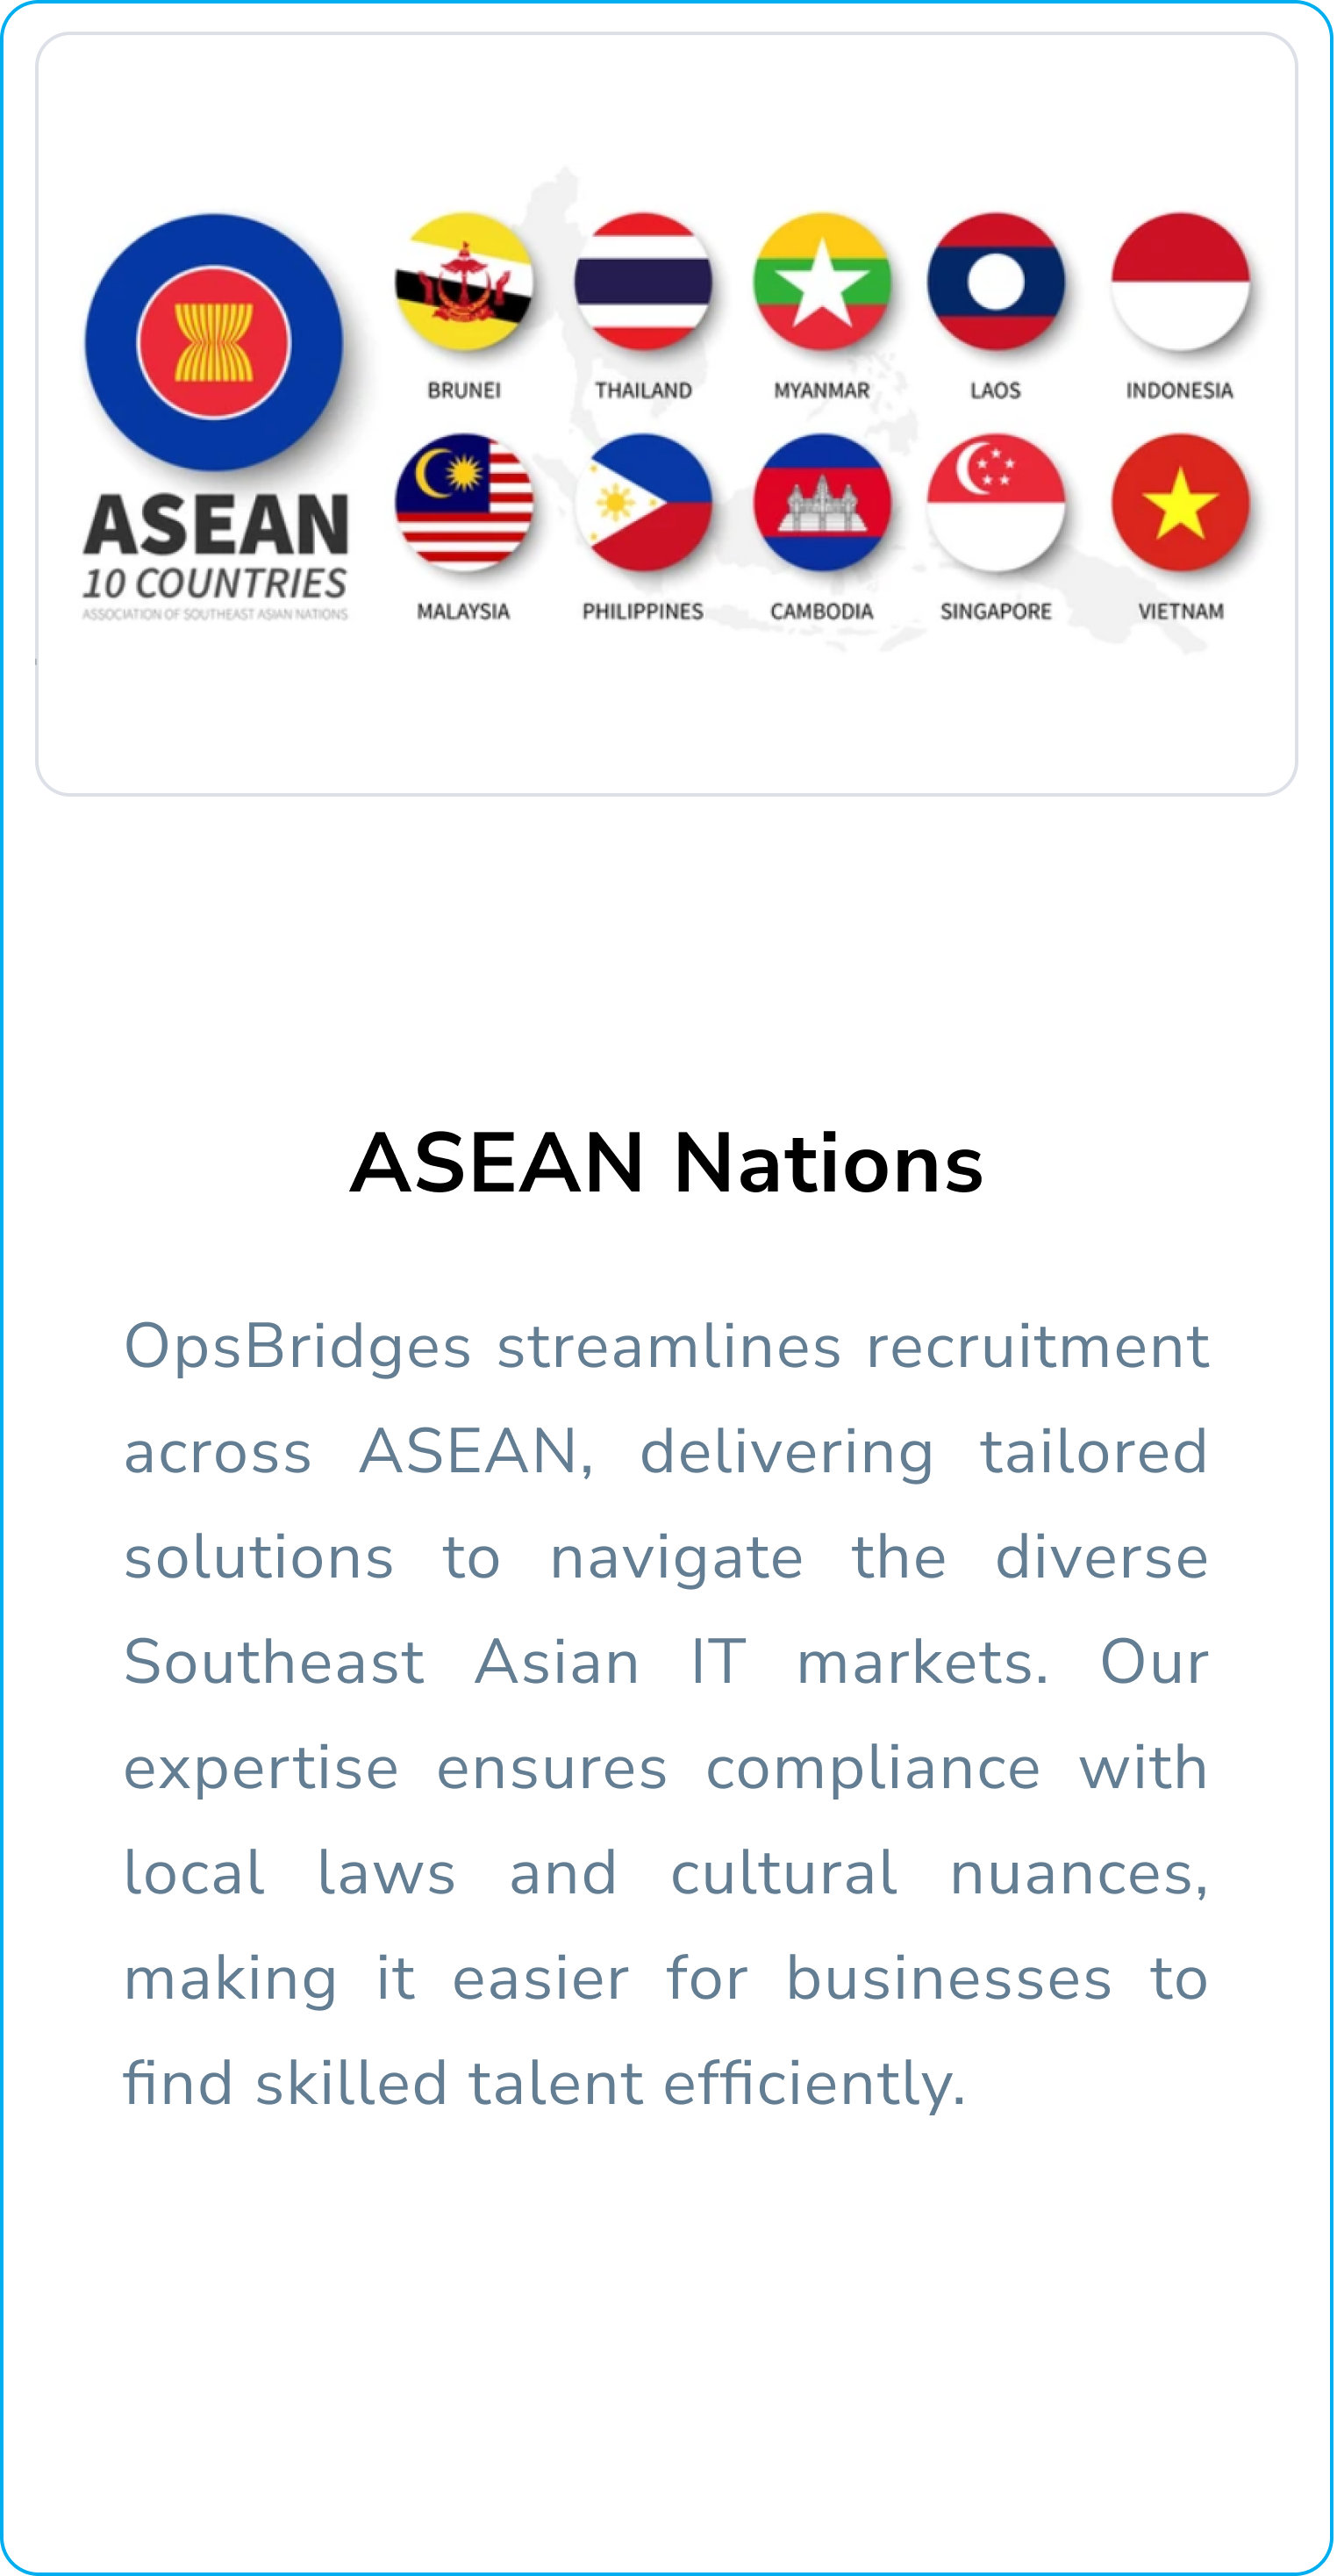 ASEAN
10 COUNTRIES
ASSOCIATION OF SOUTHEAST ASIAN NATIONS
BRUNEI
THAILAND
MYANMAR
LAOS
INDONESIA
MALAYSIA
PHILIPPINES
CAMBODIA
SINGAPORE
VIETNAM
ASEAN Nations
OpsBridges streamlines recruitment
across ASEAN, delivering tailored
solutions to navigate the diverse
Southeast Asian IT markets. Our
expertise ensures compliance with
local laws and cultural nuances,
making it easier for businesses to
find skilled talent efficiently.